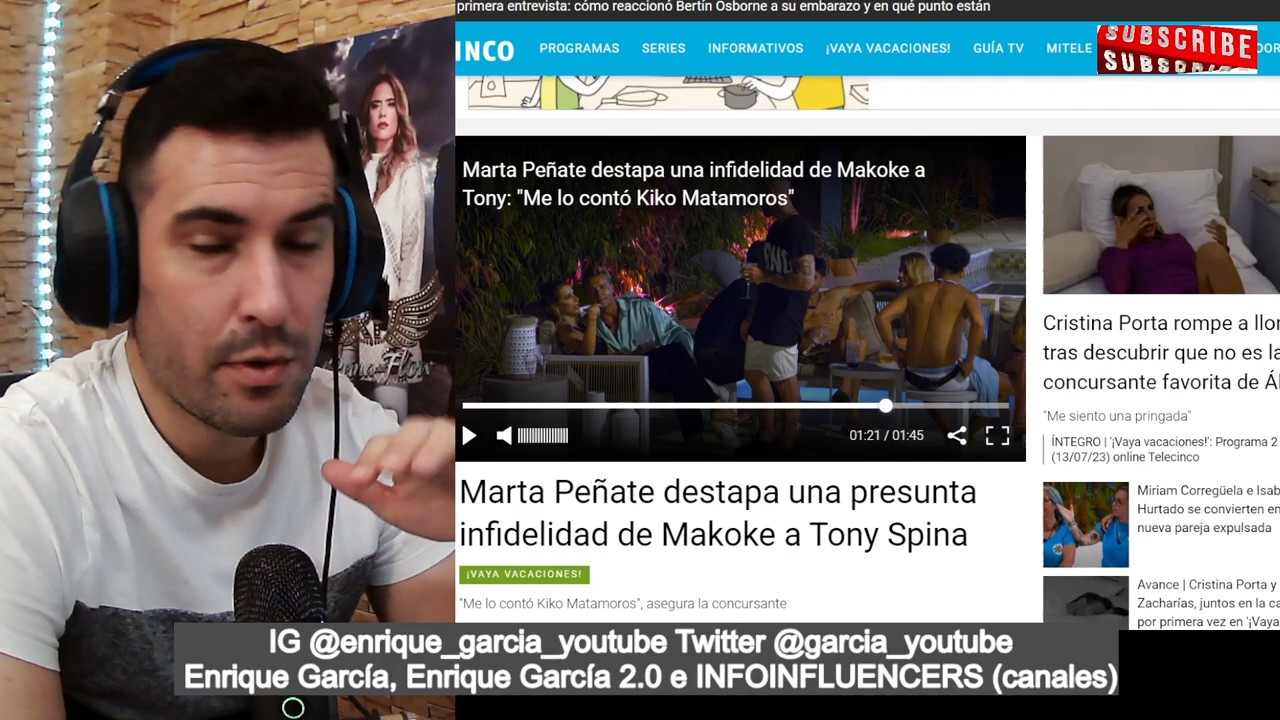 primera entrevista: cómo reaccionó Bertín Osborne a su embarazo y en qué punto están
INCO PROGRAMAS SERIES INFORMATIVOS ¡VAYA VACACIONES! GUÍA TV MITELE
SUBSCRIBE
SUBSCRIBE
Marta Peñate destapa una infidelidad de Makoke a
Tony: "Me lo contó Kiko Matamoros"
01:21 / 01:45
Marta Peñate destapa una presunta
infidelidad de Makoke a Tony Spina
¡VAYA VACACIONES!
"Me lo contó Kiko Matamoros", asegura la concursante
Cristina Porta rompe a llor
tras descubrir que no es la
concursante favorita de Ál
"Me siento una pringada"
ÍNTEGRO | '¡Vaya vacaciones!': Programa 2
(13/07/23) online Telecinco
Miriam Corregüela e Isab
Hurtado se convierten en
nueva pareja expulsada
Avance | Cristina Porta y
Zacharías, juntos en la ca
por primera vez en '¡Vaya
IG @enrique_garcia_youtube Twitter @garcia_youtube
Enrique García, Enrique García 2.0 e INFOINFLUENCERS (canales)